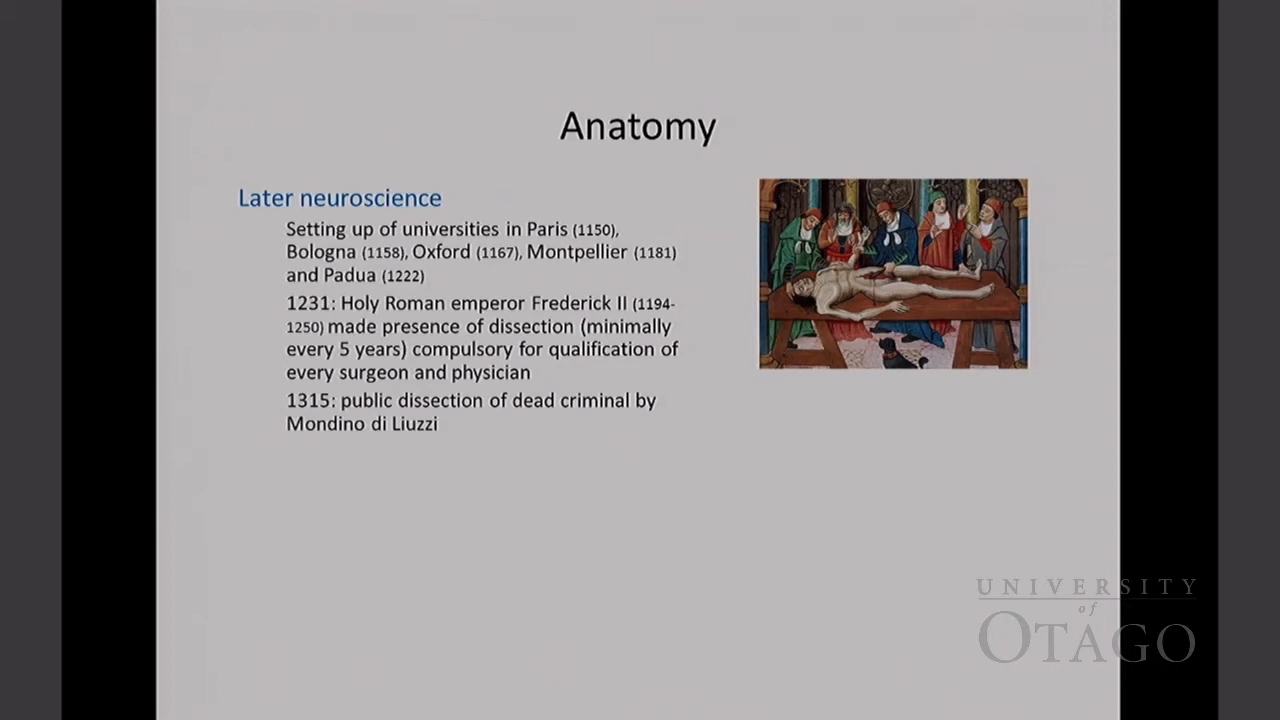 Anatomy
Later neuroscience
Setting up of universities in Paris (1150),
Bologna (1158), Oxford (1167), Montpellier (1181)
and Padua (1222)
1231: Holy Roman emperor Frederick II (1194-
1250) made presence of dissection (minimally
every 5 years) compulsory for qualification of
every surgeon and physician
1315: public dissection of dead criminal by
Mondino di Liuzzi
UNIVERSITY
of
OTAGO